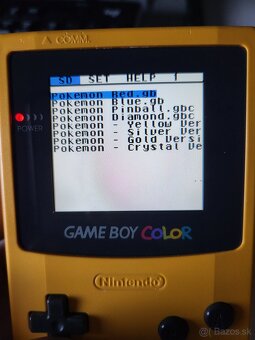 COMM.
SD SET HELP
Pokemon Red.gb
Pokemon Blue.gb
Pokemon Pinball.gbc
Pokemon Diamond.gbc
Pokemon - Yellow Ver
Pokemon - Silver Ver
Pokemon - Gold Versi
Pokemon - Crystal Ve
POWER
GAME BOY COLOR
Nintendo
Bazos.sk